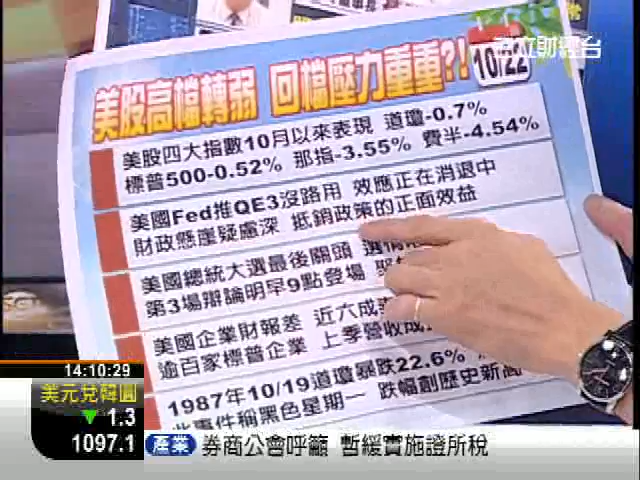 財經台
美股高檔轉弱 回檔壓力重重?!
10/22
美股四大指數10月以來表現 道瓊-0.7%
標普500-0.52% 那指-3.55% 費半-4.54%
美國Fed推QE3沒路用 效應正在消退中
財政懸崖疑慮深 抵銷政策的正面效益
美國總統大選最後關頭 選情
第3場辯論明早9點登場
美國企業財報差 近六成
逾百家標普企業 上季營收成
1987年10/19道瓊暴跌22.6%
此事件稱黑色星期一 跌幅創歷史新高
14:10:29
美元兌韓圓
▼1.3
1097.1
產業 券商公會呼籲 暫緩實施證所稅